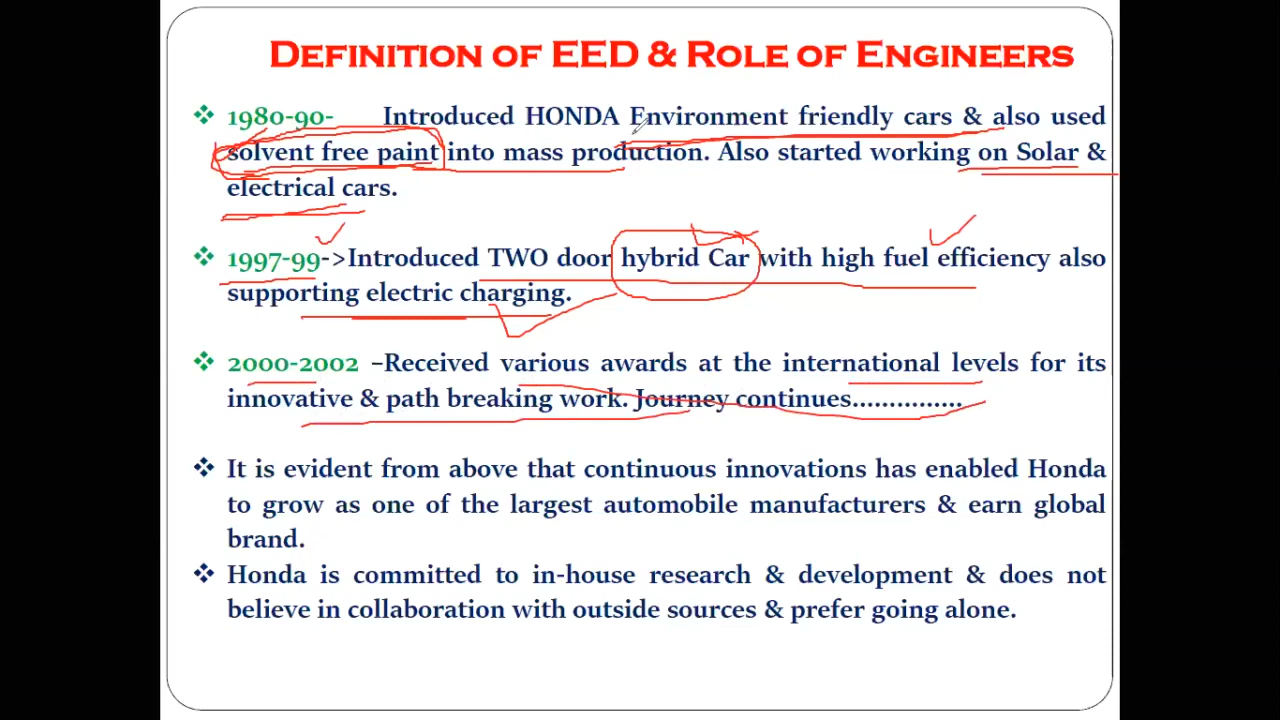 DEFINITION OF EED & ROLE OF ENGINEERS
1980-90- Introduced HONDA Environment friendly cars & also used
solvent free paint into mass production. Also started working on Solar &
electrical cars.
1997-99->Introduced TWO door hybrid Car with high fuel efficiency also
supporting electric charging.
2000-2002 –Received various awards at the international levels for its
innovative & path breaking work. Journey continues……………
It is evident from above that continuous innovations has enabled Honda
to grow as one of the largest automobile manufacturers & earn global
brand.
Honda is committed to in-house research & development & does not
believe in collaboration with outside sources & prefer going alone.